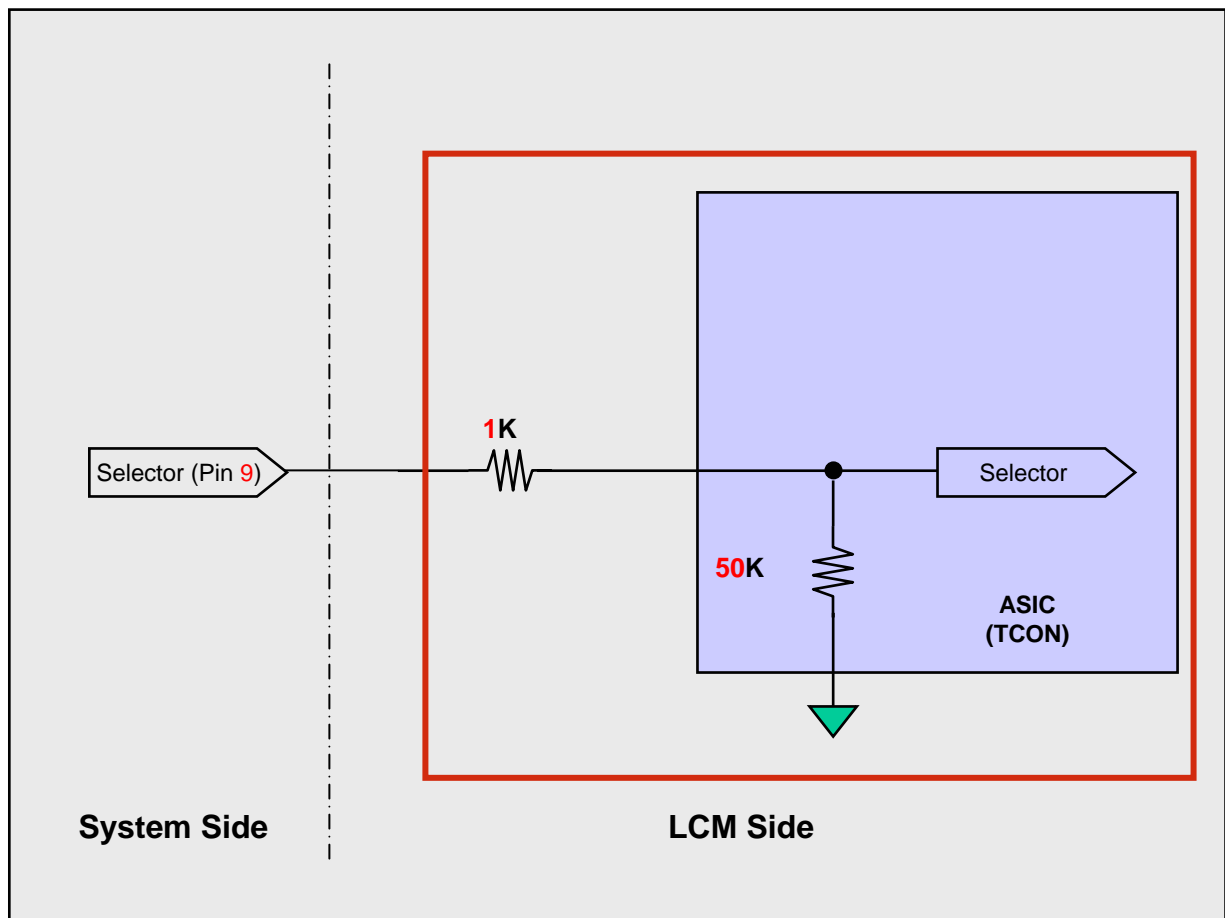 1K
Selector (Pin 9)
Selector
50K
ASIC
(TCON)
System Side
LCM Side